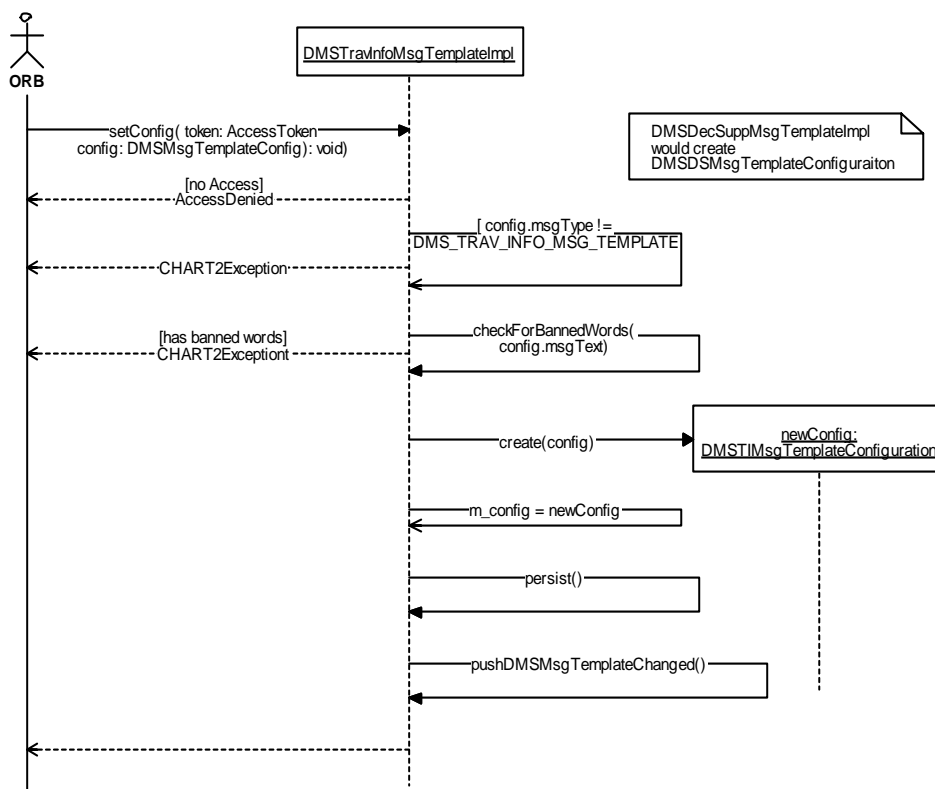 DMSTravInfoMsgTemplateImpl
ORB
setConfig( token: AccessToken
config: DMSMsgTemplateConfig): void)
DMSDecSuppMsgTemplateImpl
would create
DMSDSMsgTemplateConfiguraiton
[no Access]
AccessDenied
[ config.msgType !=
DMS_TRAV_INFO_MSG_TEMPLATE
CHART2Exception
[has banned words]
CHART2Exceptiont
checkForBannedWords(
config.msgText)
create(config)
newConfig:
DMSTIMsgTemplateConfiguration
m_config = newConfig
persist()
pushDMSMsgTemplateChanged()